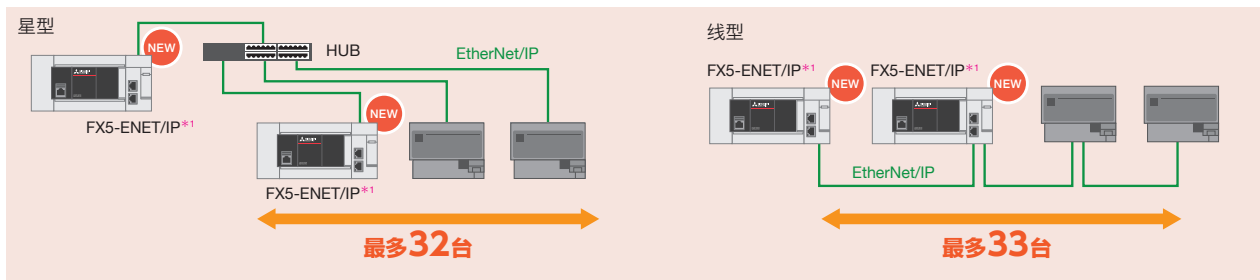 星型
NEW
HUB
EtherNet/IP
FX5-ENET/IP*1
NEW
FX5-ENET/IP*1
最多32台
线型
FX5-ENET/IP*1
NEW
FX5-ENET/IP*1
NEW
EtherNet/IP
最多33台